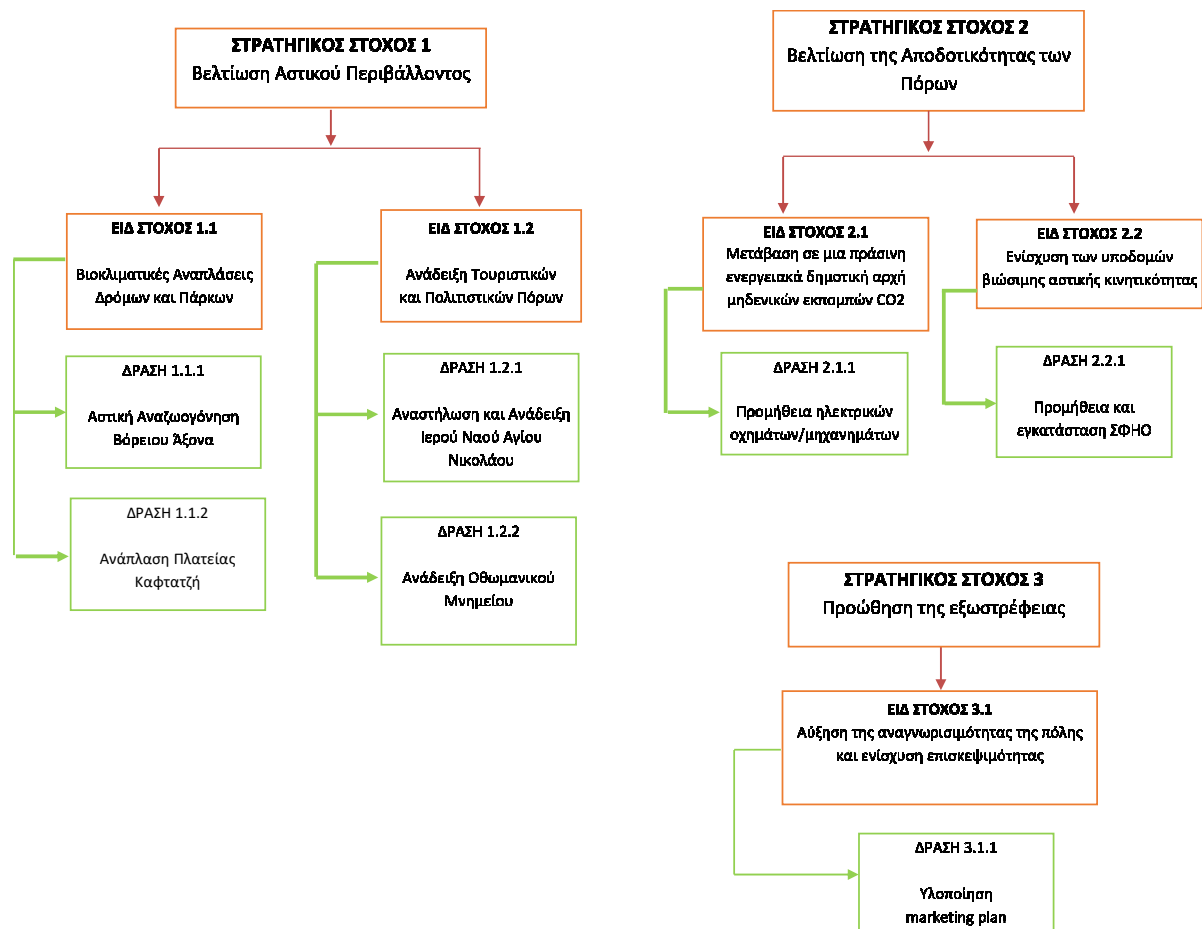 ΣΤΡΑΤΗΓΙΚΟΣ ΣΤΟΧΟΣ 1
Βελτίωση Αστικού Περιβάλλοντος
ΕΙΔ ΣΤΟΧΟΣ 1.1
Βιοκλιματικές Αναπλάσεις
Δρόμων και Πάρκων
ΔΡΑΣΗ 1.1.1
Αστική Αναζωογόνηση
Βόρειου Άξονα
ΔΡΑΣΗ 1.1.2
Ανάπλαση Πλατείας
Καφτατζή
ΕΙΔ ΣΤΟΧΟΣ 1.2
Ανάδειξη Τουριστικών
και Πολιτιστικών Πόρων
ΔΡΑΣΗ 1.2.1
Αναστήλωση και Ανάδειξη
Ιερού Ναού Αγίου
Νικολάου
ΔΡΑΣΗ 1.2.2
Ανάδειξη Οθωμανικού
Μνημείου
ΣΤΡΑΤΗΓΙΚΟΣ ΣΤΟΧΟΣ 2
Βελτίωση της Αποδοτικότητας των
Πόρων
ΕΙΔ ΣΤΟΧΟΣ 2.1
Μετάβαση σε μια πράσινη
ενεργειακά δημοτική αρχή
μηδενικών εκπομπών CO2
ΔΡΑΣΗ 2.1.1
Προμήθεια ηλεκτρικών
οχημάτων/μηχανημάτων
ΕΙΔ ΣΤΟΧΟΣ 2.2
Ενίσχυση των υποδομών
βιώσιμης αστικής κινητικότητας
ΔΡΑΣΗ 2.2.1
Προμήθεια και
εγκατάσταση ΣΦΗΟ
ΣΤΡΑΤΗΓΙΚΟΣ ΣΤΟΧΟΣ 3
Προώθηση της εξωστρέφειας
ΕΙΔ ΣΤΟΧΟΣ 3.1
Αύξηση της αναγνωρισιμότητας της πόλης
και ενίσχυση επισκεψιμότητας
ΔΡΑΣΗ 3.1.1
Υλοποίηση
marketing plan